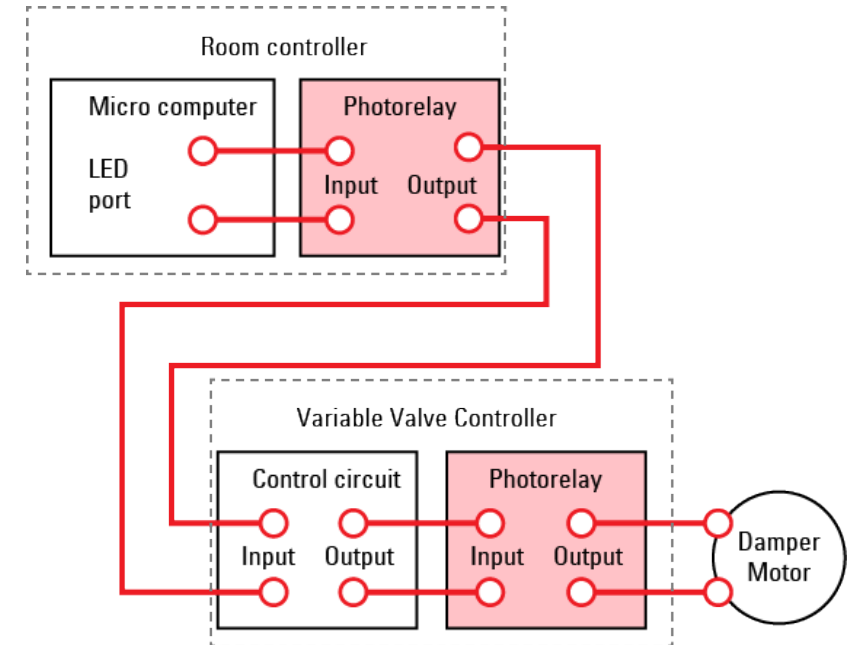 Room controller
Micro computer
Photorelay
LED
port
Input
Output
Variable Valve Controller
Control circuit
Photorelay
Input
Output
Input
Output
Damper
Motor